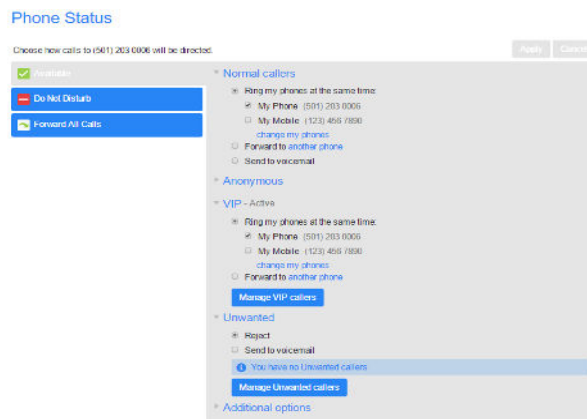 Phone Status
Choose how calls to (501) 203 0006 will be directed.
Apply Cancel
Available
Do Not Disturb
Forward All Calls
Normal callers
Ring my phones at the same time:
My Phone (501) 203 0006
My Mobile (123) 456 7890
change my phones
Forward to another phone
Send to voicemail
Anonymous
VIP - Active
Ring my phones at the same time:
My Phone (501) 203 0006
My Mobile (123) 456 7890
change my phones
Forward to another phone
Manage VIP callers
Unwanted
Reject
Send to voicemail
You have no Unwanted callers
Manage Unwanted callers
Additional options